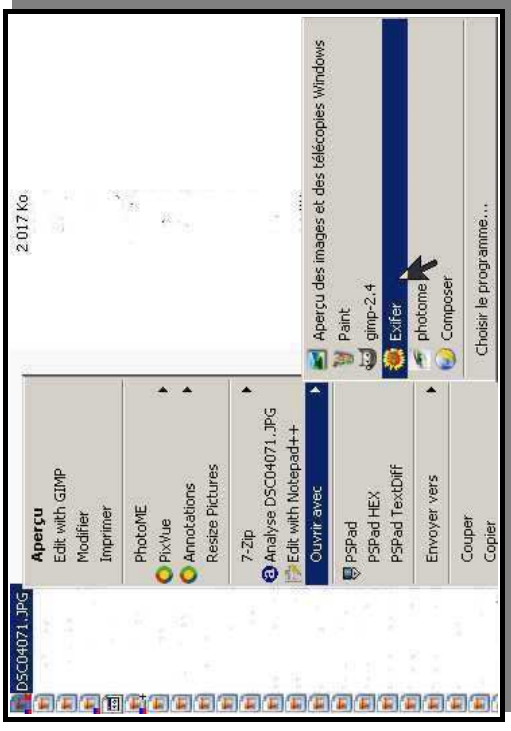 DSC04071.JPG
2 017 Ko
Aperçu
Edit with GIMP
Modifier
Imprimer
PhotoME
PixVue
Annotations
Resize Pictures
7-Zip
Analyse DSC04071.JPG
Edit with Notepad++
Ouvrir avec
PSPad
PSPad HEX
PSPad TextDiff
Envoyer vers
Couper
Copier
Aperçu des images et des télécopies Windows
Paint
gimp-2.4
Exifer
photome
Composer
Choisir le programme...